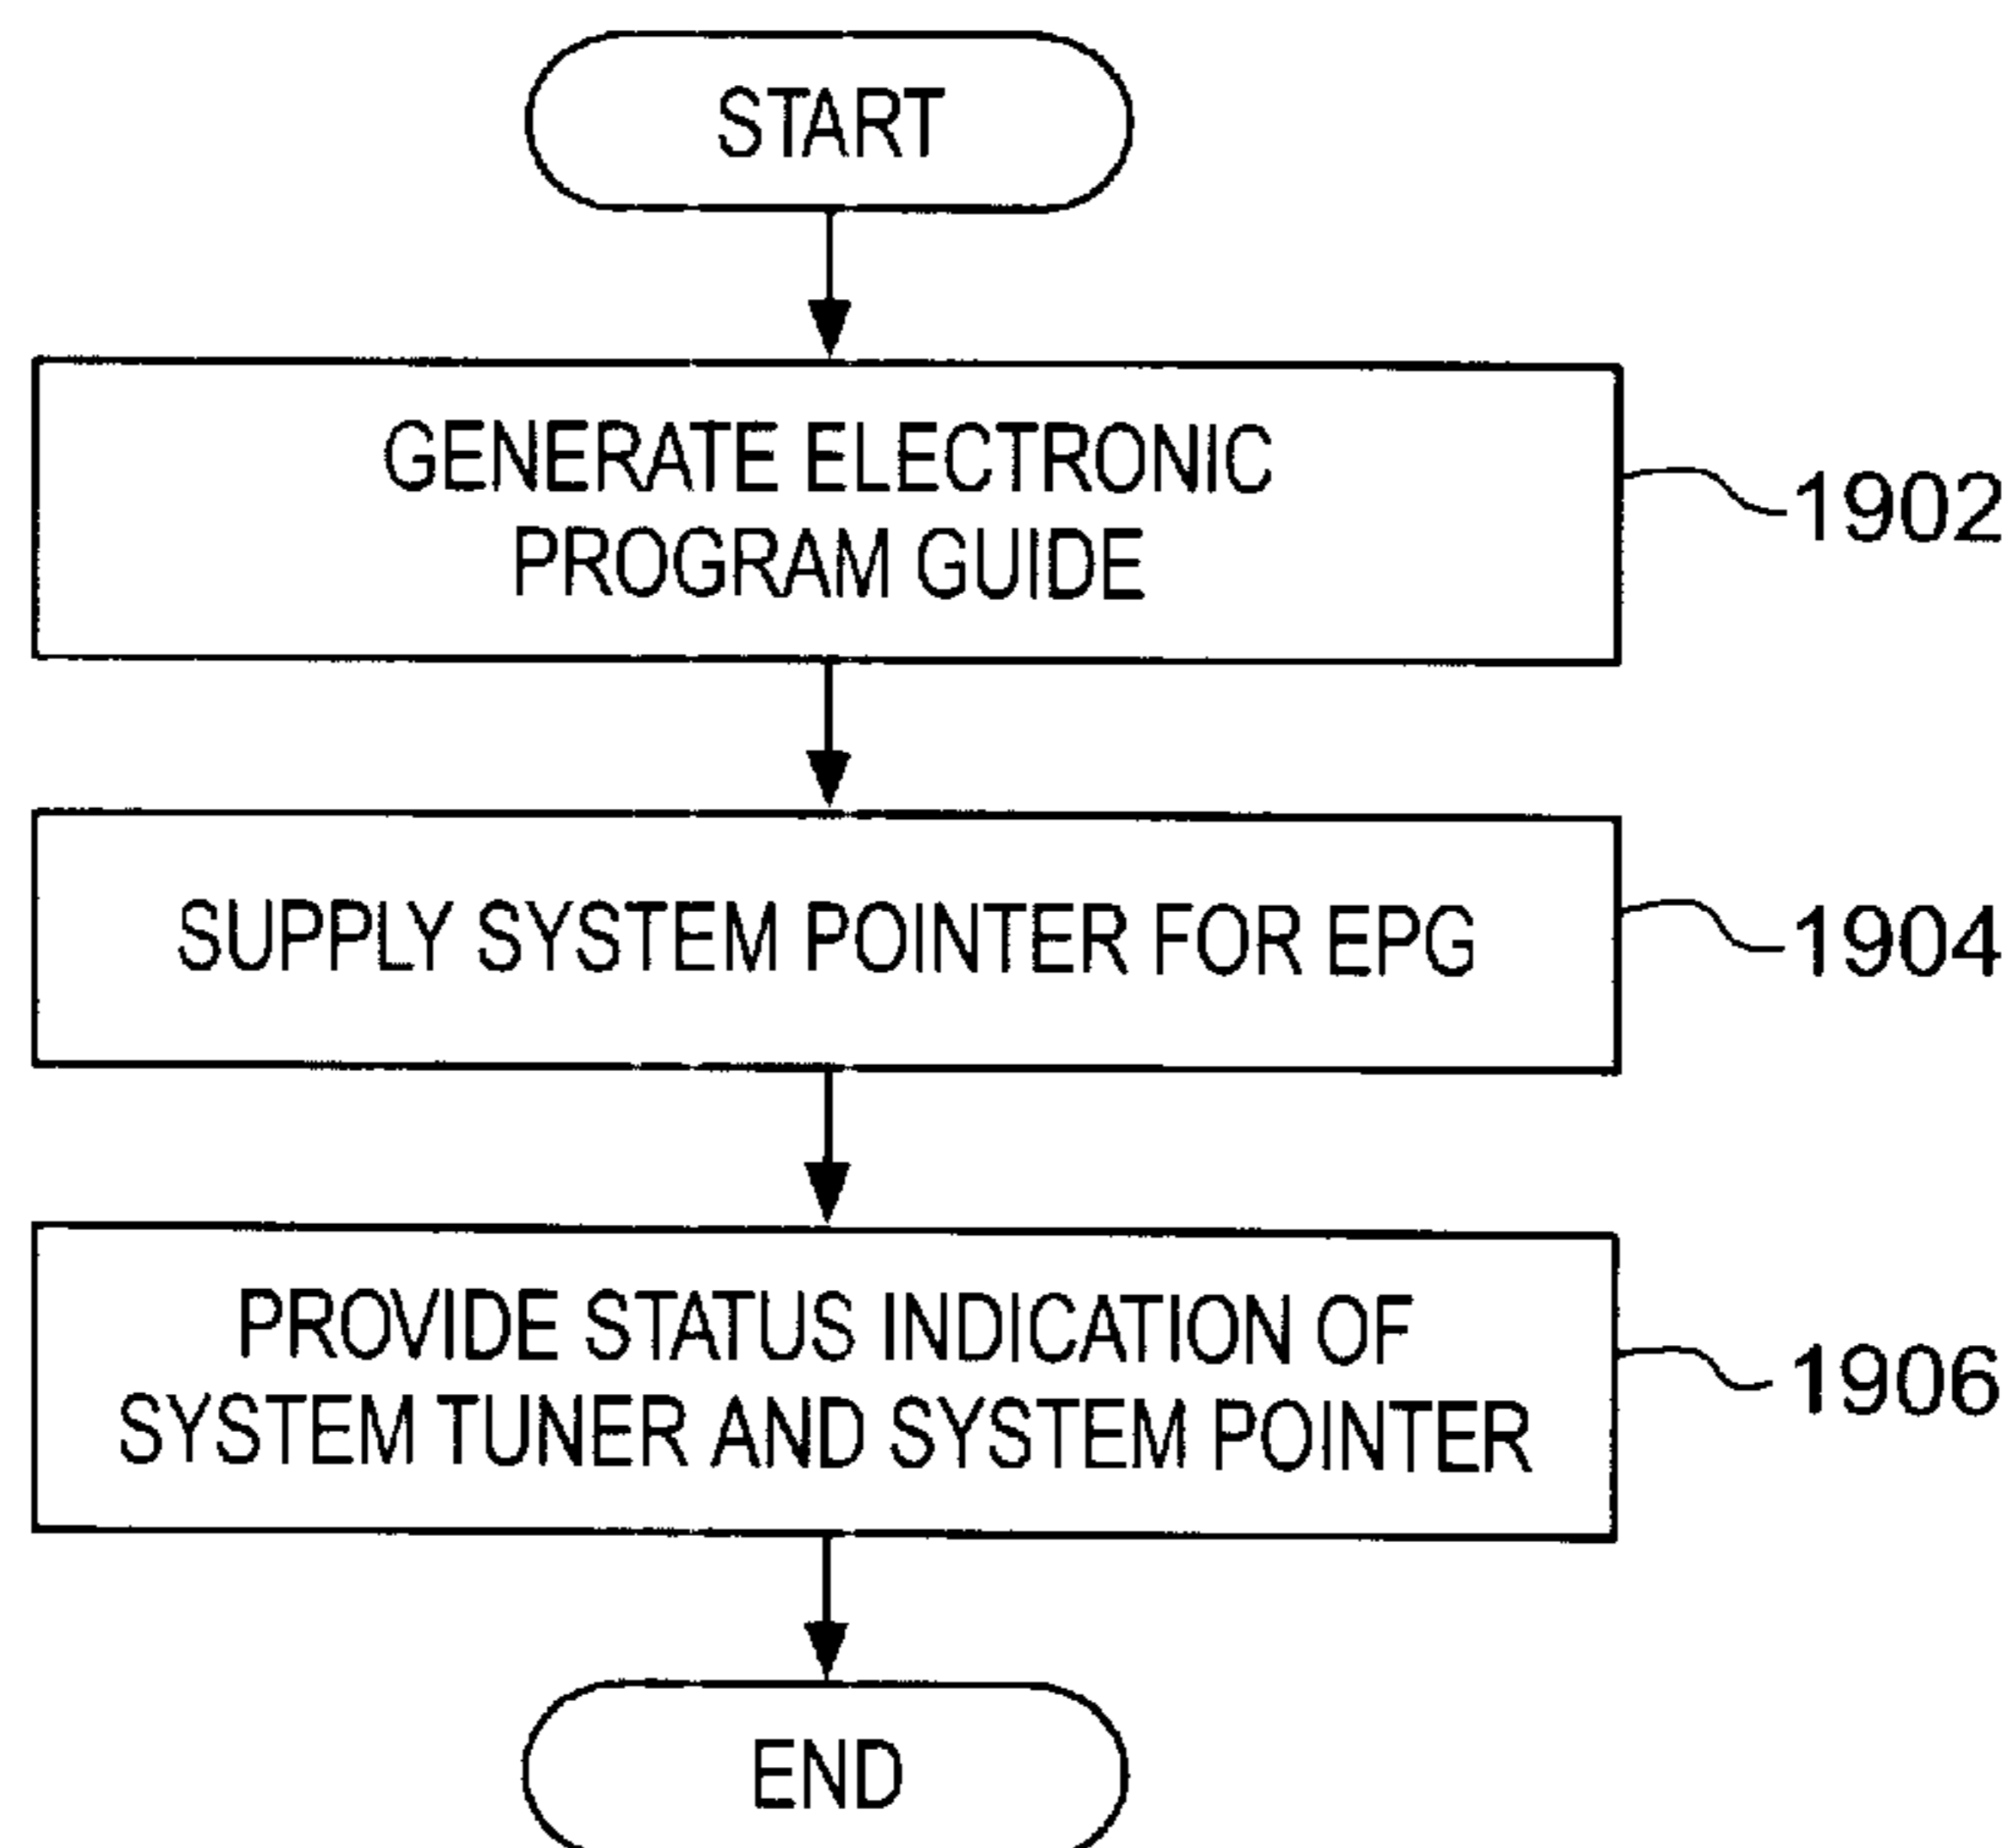 START
GENERATE ELECTRONIC
PROGRAM GUIDE
1902
SUPPLY SYSTEM POINTER FOR EPG
1904
PROVIDE STATUS INDICATION OF
SYSTEM TUNER AND SYSTEM POINTER
1906
END